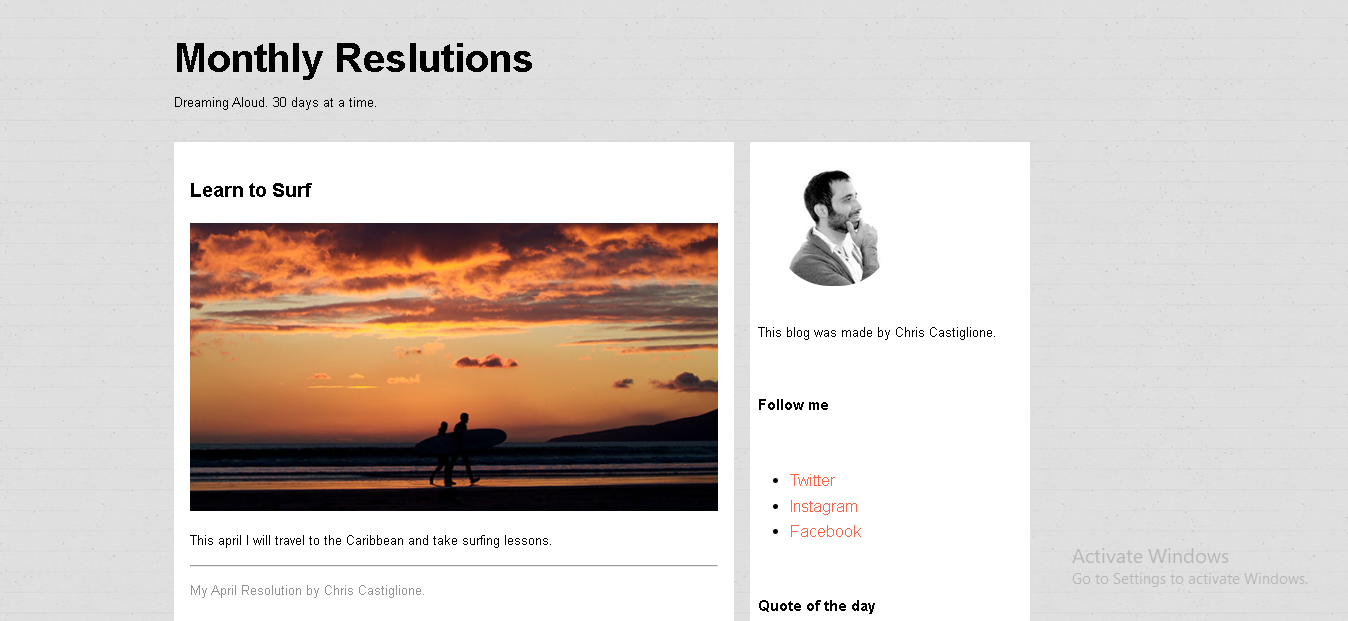 Monthly Reslutions
Dreaming Aloud. 30 days at a time.
Learn to Surf
This april I will travel to the Caribbean and take surfing lessons.
My April Resolution by Chris Castiglione.
This blog was made by Chris Castiglione.
Follow me
Twitter
Instagram
Facebook
Quote of the day
Activate Windows
Go to Settings to activate Windows.